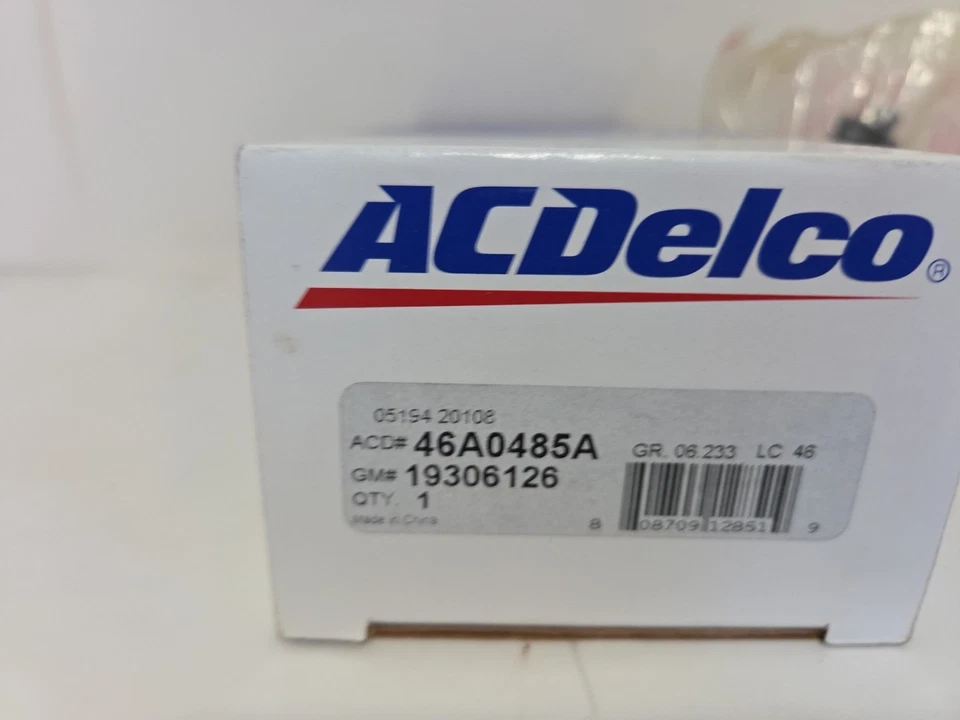 ACDelco®
05194 20108
ACD# 46A0485A
GR. 06.233 LC 46
GM# 19306126
QTY. 1
Made in China
8 08709 12851 9